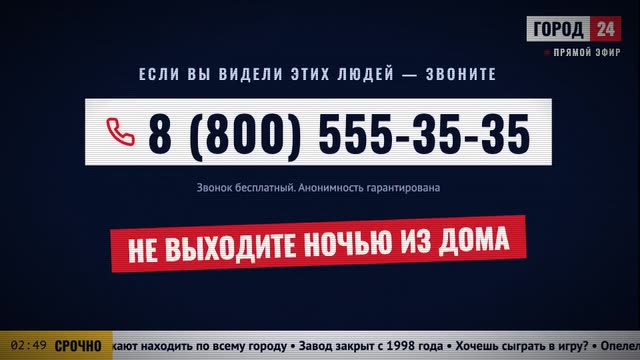 ГОРОД 24
ПРЯМОЙ ЭФИР
ЕСЛИ ВЫ ВИДЕЛИ ЭТИХ ЛЮДЕЙ — ЗВОНИТЕ
8 (800) 555-35-35
Звонок бесплатный. Анонимность гарантирована
НЕ ВЫХОДИТЕ НОЧЬЮ ИЗ ДОМА
02:49 СРОЧНО находить по всему городу • Завод закрыт с 1998 года • Хочешь сыграть в игру? •